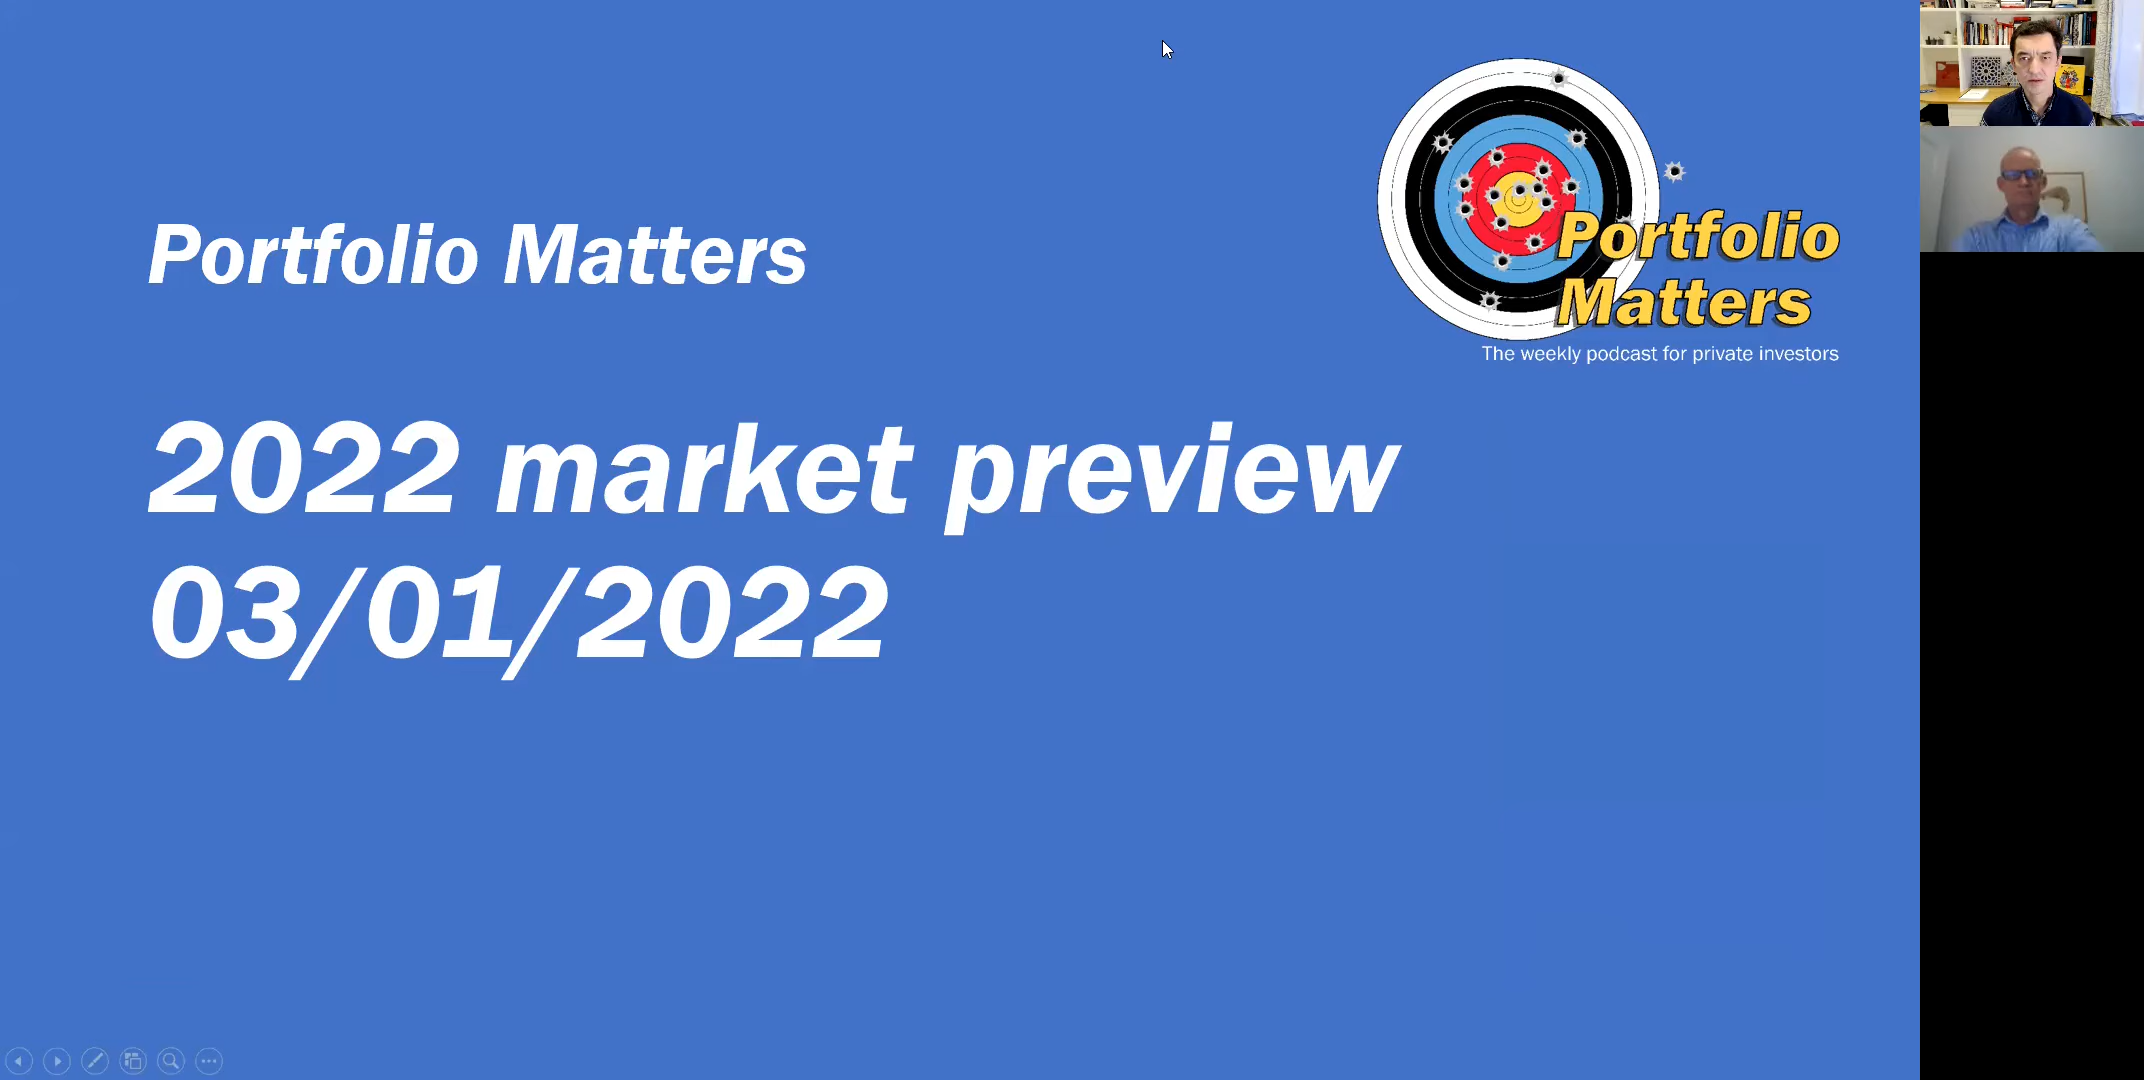 Portfolio Matters
2022 market preview
03/01/2022
Portfolio
Matters
The weekly podcast for private investors